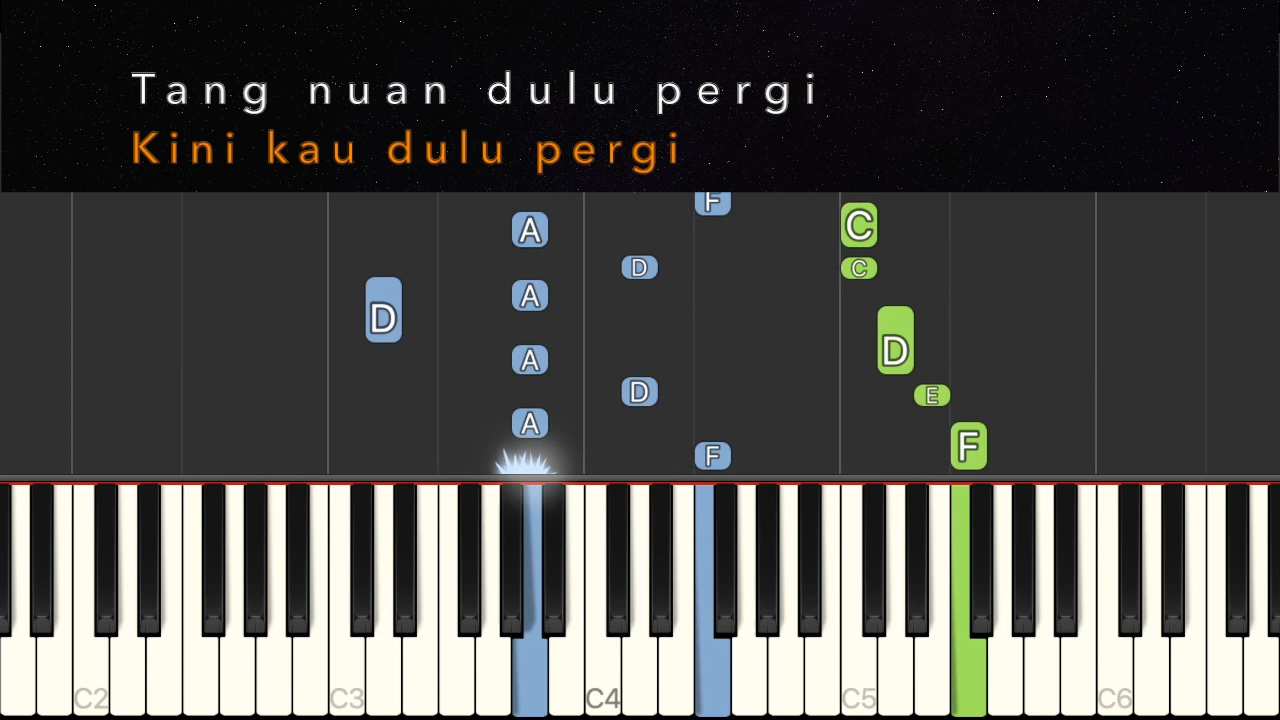 Tang nuan dulu pergi
Kini kau dulu pergi
F
A C
D C
D A
A D
D E
A F
F
C2 C3 C4 C5 C6